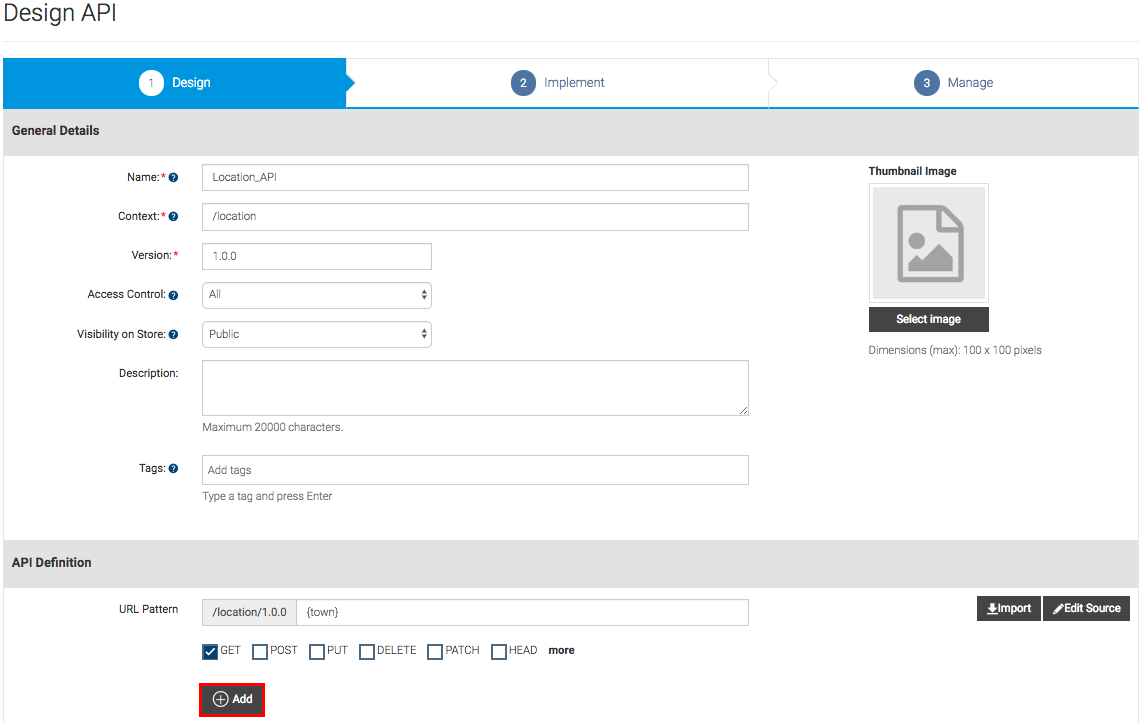 Design API
1 Design
2 Implement
3 Manage
General Details
Name:* ? Location_API
Thumbnail Image
Context:* ? /location
Version:* 1.0.0
Access Control: ? All
Select image
Visibility on Store: ? Public
Dimensions (max): 100 x 100 pixels
Description:
Maximum 20000 characters.
Tags: ? Add tags
Type a tag and press Enter
API Definition
URL Pattern /location/1.0.0 {town} Import Edit Source
GET POST PUT DELETE PATCH HEAD more
Add